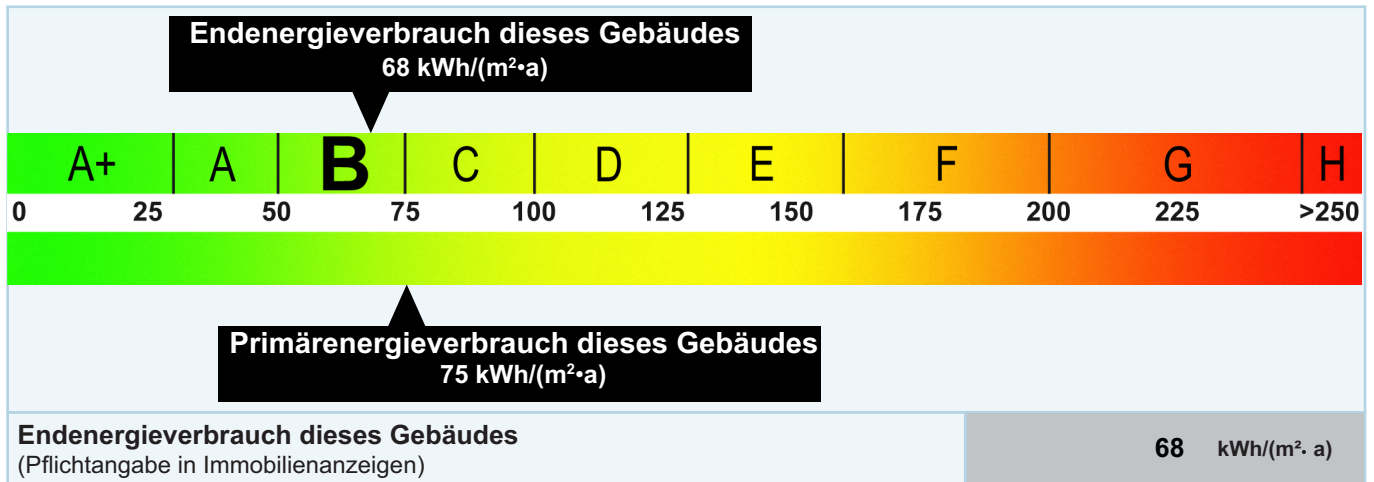 Endenergieverbrauch dieses Gebäudes
68 kWh/(m²•a)
A+ A B C D E F G H
0 25 50 75 100 125 150 175 200 225 >250
Primärenergieverbrauch dieses Gebäudes
75 kWh/(m²•a)
Endenergieverbrauch dieses Gebäudes
(Pflichtangabe in Immobilienanzeigen)
68 kWh/(m²· a)